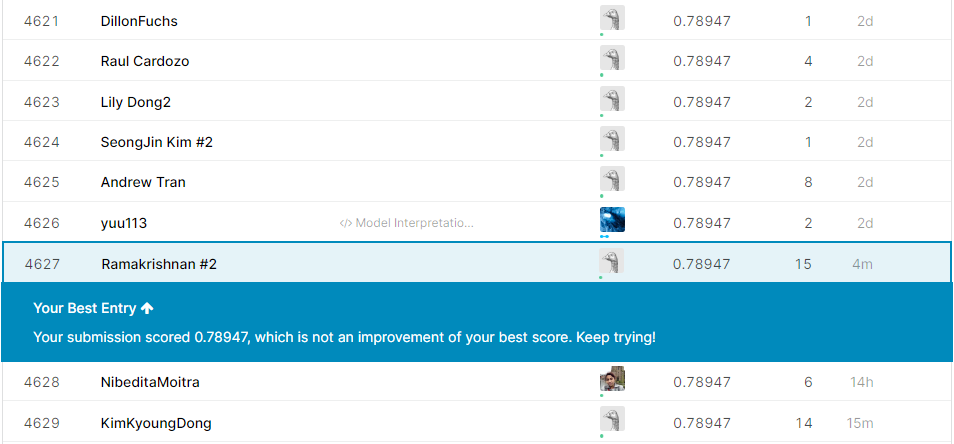 4621 DillonFuchs 0.78947 1 2d
4622 Raul Cardozo 0.78947 4 2d
4623 Lily Dong2 0.78947 2 2d
4624 SeongJin Kim #2 0.78947 1 2d
4625 Andrew Tran 0.78947 8 2d
4626 yuu113 </> Model Interpretatio... 0.78947 2 2d
4627 Ramakrishnan #2 0.78947 15 4m
Your Best Entry
Your submission scored 0.78947, which is not an improvement of your best score. Keep trying!
4628 NibeditaMoitra 0.78947 6 14h
4629 KimKyoungDong 0.78947 14 15m